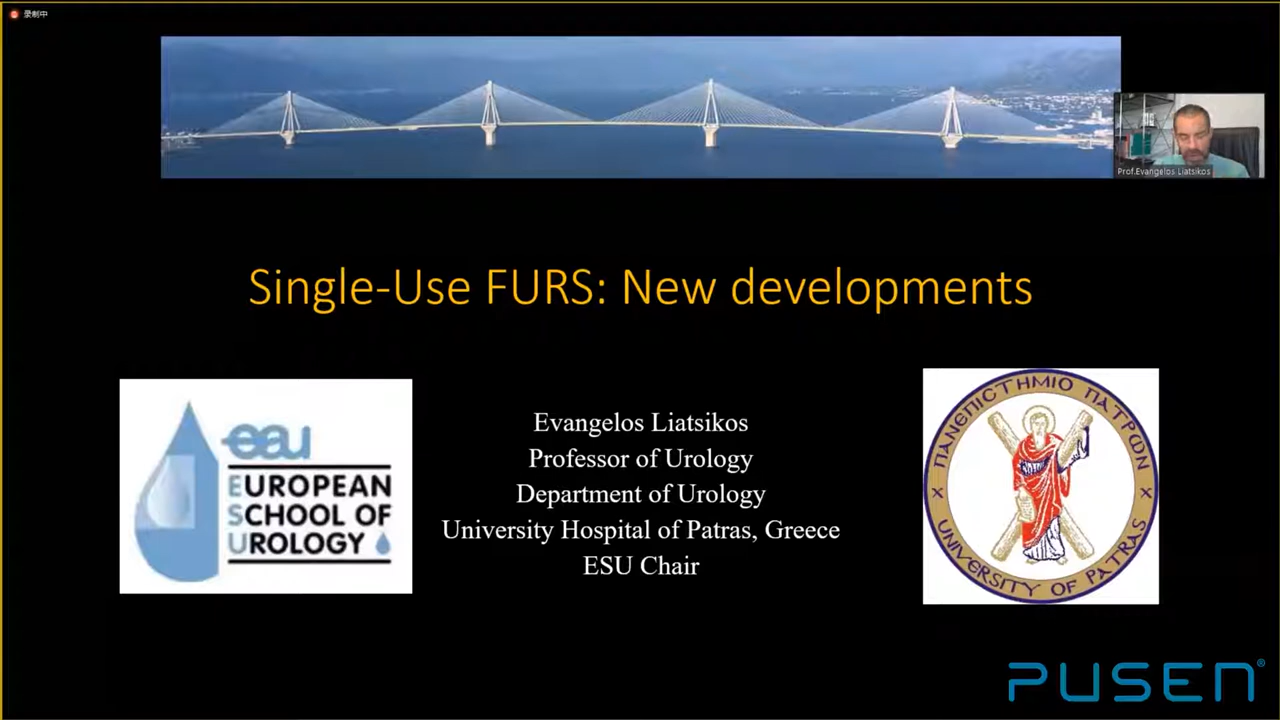 录制中
Prof.Evangelos Liatsikos
Single-Use FURS: New developments
eau
EUROPEAN
SCHOOL OF
UROLOGY
Evangelos Liatsikos
Professor of Urology
Department of Urology
University Hospital of Patras, Greece
ESU Chair
ΠΑΝΕΠΙCΤΗΜΙΟ ΠΑΤΡΩΝ
UNIVERSITY OF PATRAS
PUSEN®